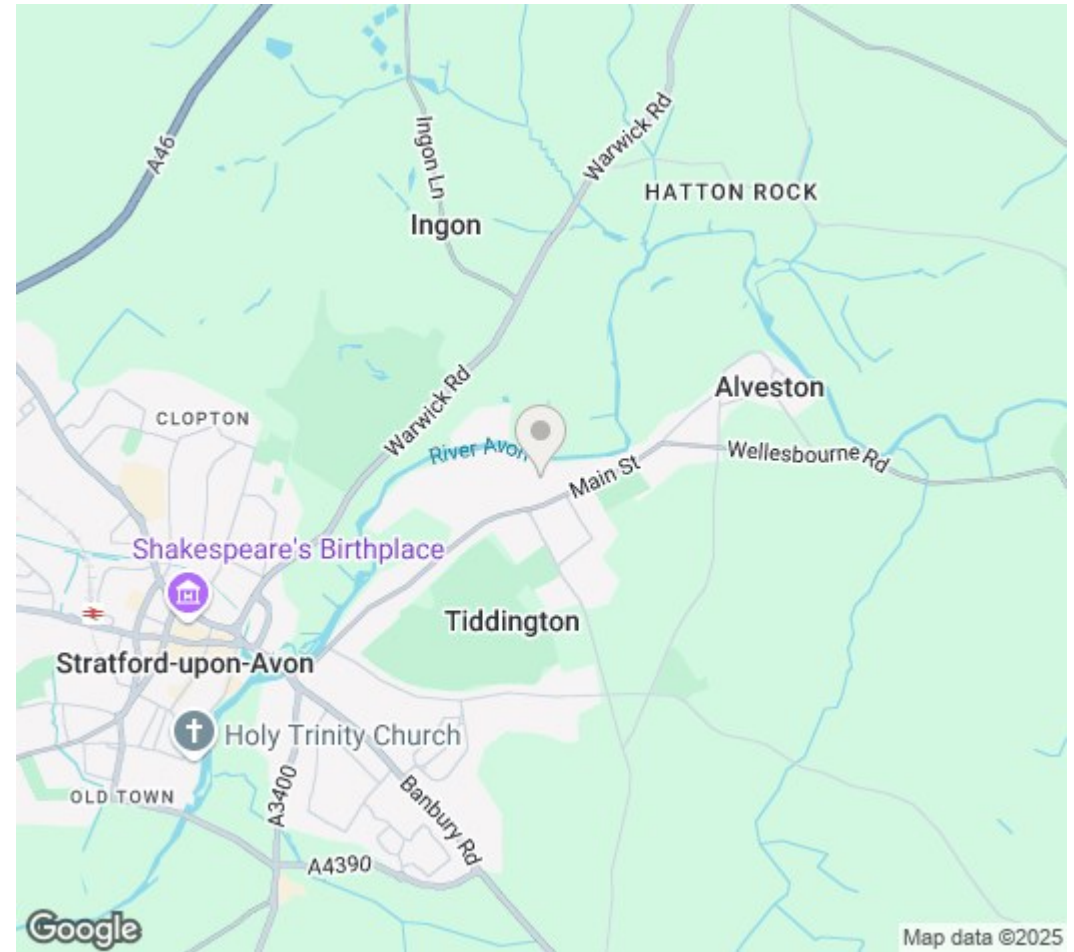 A46
Ingon Ln
Warwick Rd
HATTON ROCK
Ingon
Alveston
Warwick Rd
CLOPTON
River Avon
Main St
Wellesbourne Rd
Shakespeare's Birthplace
Tiddington
Stratford-upon-Avon
Holy Trinity Church
OLD TOWN
A3400
Banbury Rd
A4390
Google
Map data ©2025